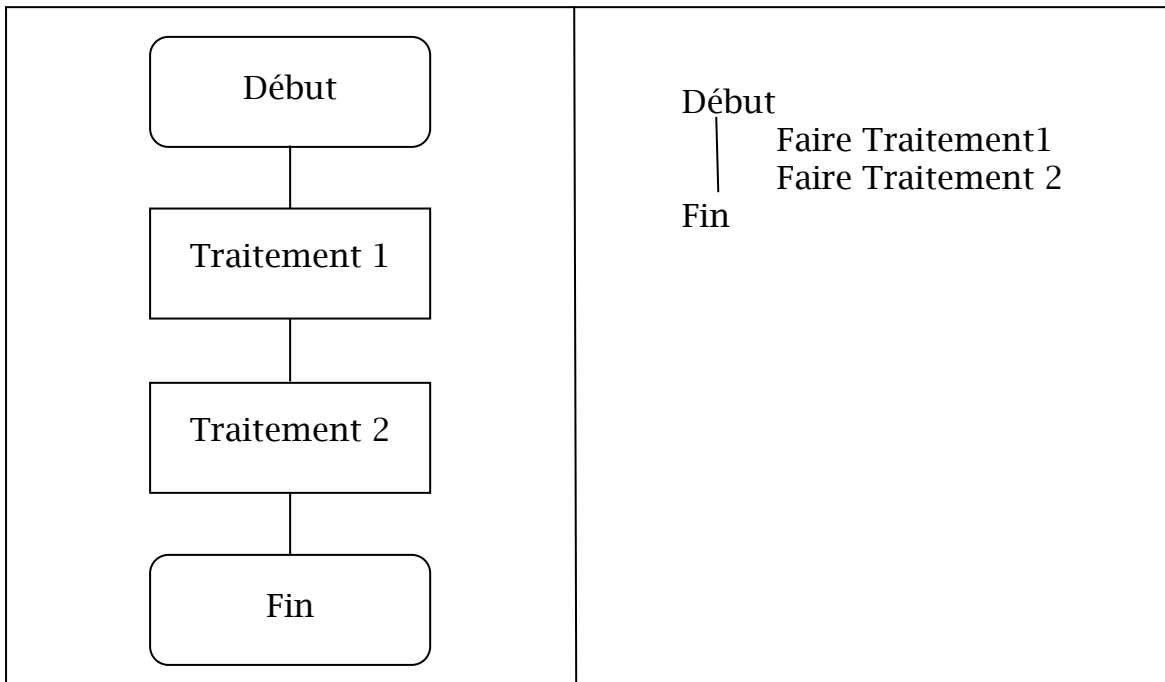 Début
Traitement 1
Traitement 2
Fin
Début
Faire Traitement1
Faire Traitement 2
Fin